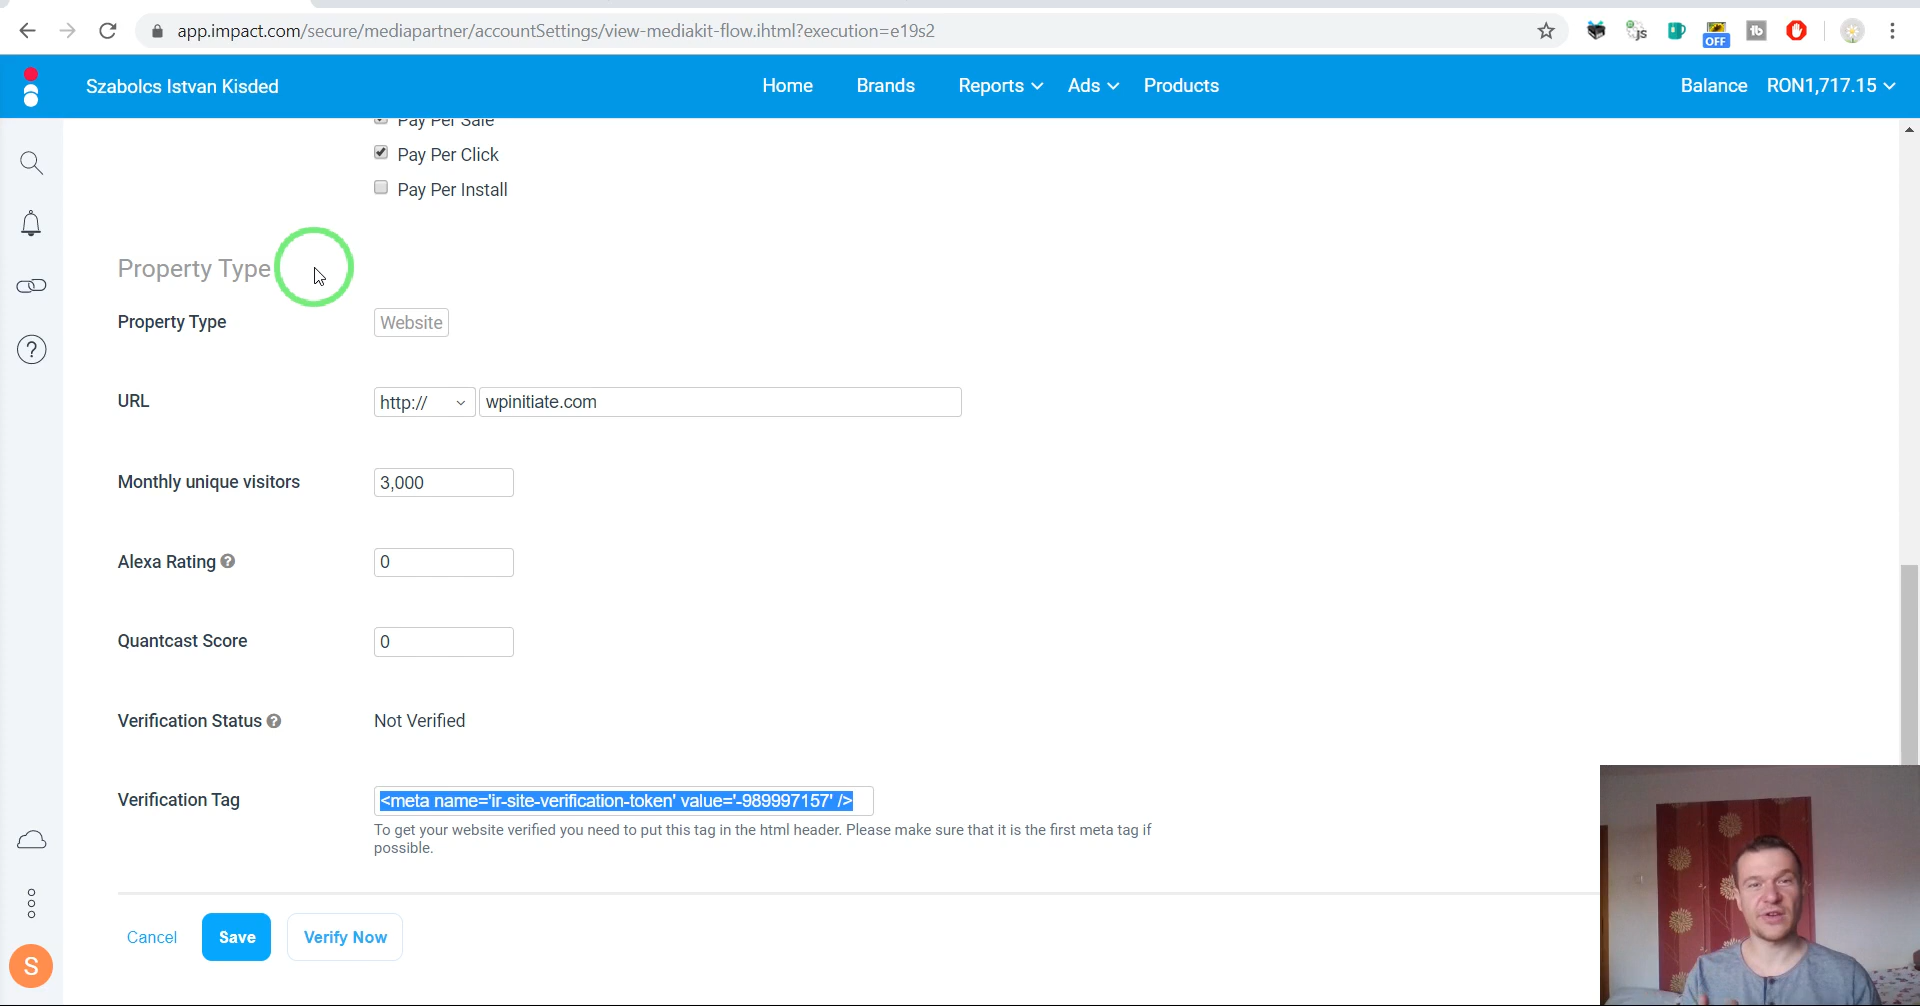 app.impact.com/secure/mediapartner/accountSettings/view-mediakit-flow.ihtml?execution=e19s2
JS
OFF
tb
Szabolcs Istvan Kisded
Home
Brands
Reports
Ads
Products
Balance RON1,717.15
Pay Per Sale
Pay Per Click
Pay Per Install
Property Type
Property Type
Website
URL
http://
wpinitiate.com
Monthly unique visitors
3,000
Alexa Rating ?
0
Quantcast Score
0
Verification Status ?
Not Verified
Verification Tag
<meta name='ir-site-verification-token' value='-989997157' />
To get your website verified you need to put this tag in the html header. Please make sure that it is the first meta tag if
possible.
Cancel
Save
Verify Now
?
S